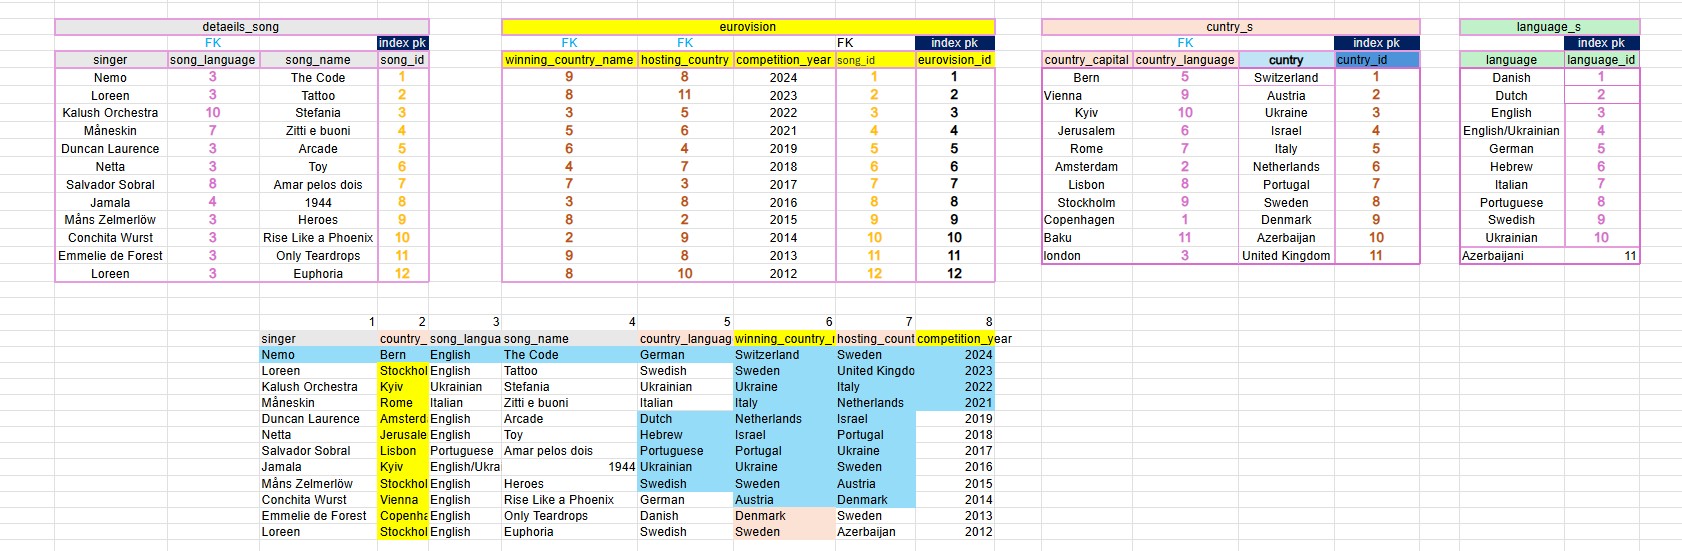 detaeils_song eurovision cuntry_s language_s
FK index pk FK FK FK index pk FK index pk index pk
singer song_language song_name song_id winning_country_name hosting_country competition_year song_id eurovision_id country_capital country_language cuntry cuntry_id language language_id
Nemo 3 The Code 1 9 8 2024 1 1 Bern 5 Switzerland 1 Danish 1
Loreen 3 Tattoo 2 8 11 2023 2 2 Vienna 9 Austria 2 Dutch 2
Kalush Orchestra 10 Stefania 3 3 5 2022 3 3 Kyiv 10 Ukraine 3 English 3
Måneskin 7 Zitti e buoni 4 5 6 2021 4 4 Jerusalem 6 Israel 4 English/Ukrainian 4
Duncan Laurence 3 Arcade 5 6 4 2019 5 5 Rome 7 Italy 5 German 5
Netta 3 Toy 6 4 7 2018 6 6 Amsterdam 2 Netherlands 6 Hebrew 6
Salvador Sobral 8 Amar pelos dois 7 7 3 2017 7 7 Lisbon 8 Portugal 7 Italian 7
Jamala 4 1944 8 3 8 2016 8 8 Stockholm 9 Sweden 8 Portuguese 8
Måns Zelmerlöw 3 Heroes 9 8 2 2015 9 9 Copenhagen 1 Denmark 9 Swedish 9
Conchita Wurst 3 Rise Like a Phoenix 10 2 9 2014 10 10 Baku 11 Azerbaijan 10 Ukrainian 10
Emmelie de Forest 3 Only Teardrops 11 9 8 2013 11 11 london 3 United Kingdom 11 Azerbaijani 11
Loreen 3 Euphoria 12 8 10 2012 12 12
1 2 3 4 5 6 7 8
singer country_ song_langua song_name country_languag winning_country_ hosting_count competition_year
Nemo Bern English The Code German Switzerland Sweden 2024
Loreen Stockhol English Tattoo Swedish Sweden United Kingdo 2023
Kalush Orchestra Kyiv Ukrainian Stefania Ukrainian Ukraine Italy 2022
Måneskin Rome Italian Zitti e buoni Italian Italy Netherlands 2021
Duncan Laurence Amsterd English Arcade Dutch Netherlands Israel 2019
Netta Jerusale English Toy Hebrew Israel Portugal 2018
Salvador Sobral Lisbon Portuguese Amar pelos dois Portuguese Portugal Ukraine 2017
Jamala Kyiv English/Ukra 1944 Ukrainian Ukraine Sweden 2016
Måns Zelmerlöw Stockhol English Heroes Swedish Sweden Austria 2015
Conchita Wurst Vienna English Rise Like a Phoenix German Austria Denmark 2014
Emmelie de Forest Copenha English Only Teardrops Danish Denmark Sweden 2013
Loreen Stockhol English Euphoria Swedish Sweden Azerbaijan 2012